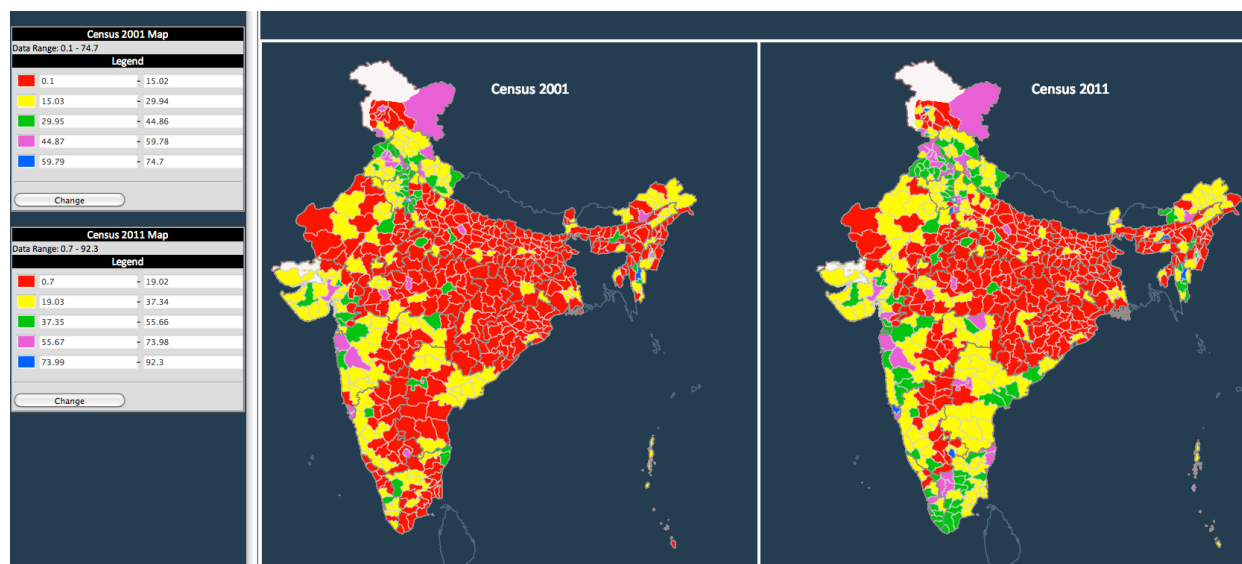 Census 2001 Map
Data Range: 0.1 - 74.7
Legend
0.1 - 15.02
15.03 - 29.94
29.95 - 44.86
44.87 - 59.78
59.79 - 74.7
Change
Census 2011 Map
Data Range: 0.7 - 92.3
Legend
0.7 - 19.02
19.03 - 37.34
37.35 - 55.66
55.67 - 73.98
73.99 - 92.3
Change
Census 2001
Census 2011